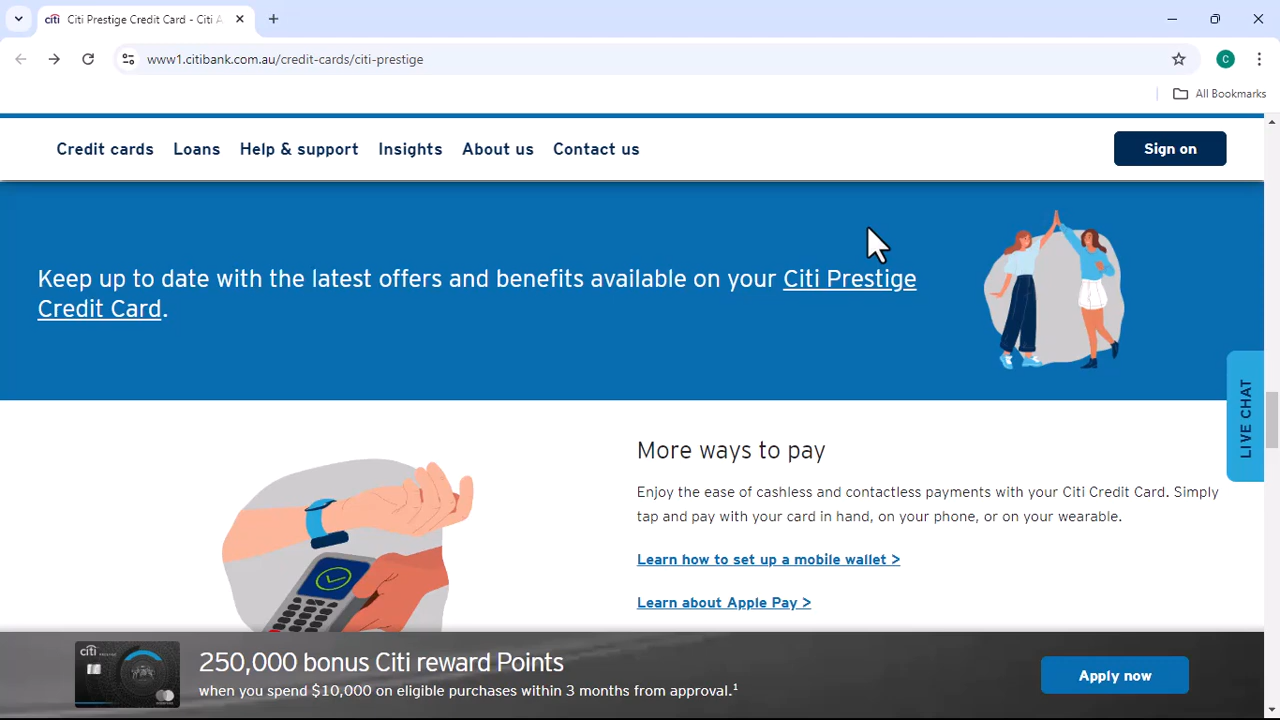 Citi Prestige Credit Card - Citi A
www1.citibank.com.au/credit-cards/citi-prestige
C
All Bookmarks
Credit cards Loans Help & support Insights About us Contact us Sign on
Keep up to date with the latest offers and benefits available on your Citi Prestige
Credit Card.
LIVE CHAT
More ways to pay
Enjoy the ease of cashless and contactless payments with your Citi Credit Card. Simply
tap and pay with your card in hand, on your phone, or on your wearable.
Learn how to set up a mobile wallet >
Learn about Apple Pay >
citi
250,000 bonus Citi reward Points
when you spend $10,000 on eligible purchases within 3 months from approval.¹
Apply now